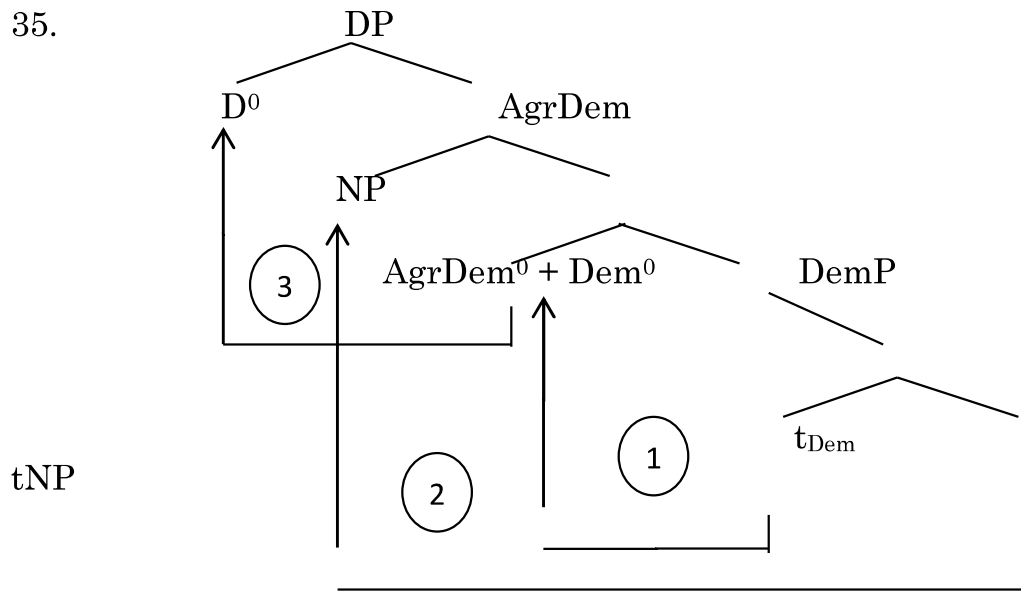 35. DP
D⁰ AgrDem
NP
AgrDem⁰ + Dem⁰ DemP
3
tDem
1
tNP
2